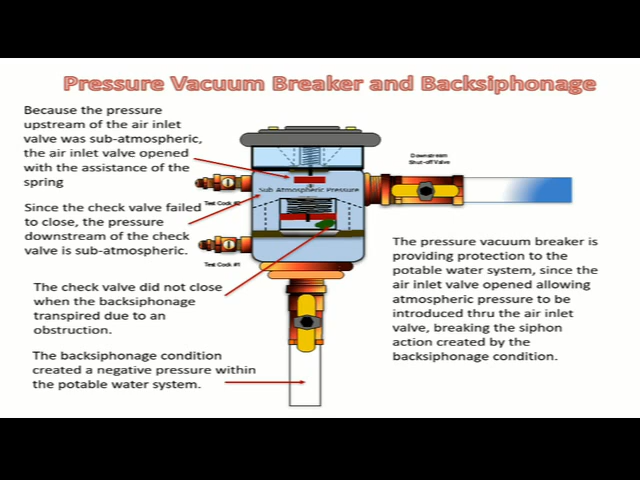 Pressure Vacuum Breaker and Backsiphonage
Because the pressure
upstream of the air inlet
valve was sub-atmospheric,
the air inlet valve opened
with the assistance of the
spring
Since the check valve failed
to close, the pressure
downstream of the check
valve is sub-atmospheric.
The check valve did not close
when the backsiphonage
transpired due to an
obstruction.
The backsiphonage condition
created a negative pressure within
the potable water system.
Sub Atmospheric Pressure
Test Cock #2
Test Cock #1
Downstream
Shut-off Valve
The pressure vacuum breaker is
providing protection to the
potable water system, since the
air inlet valve opened allowing
atmospheric pressure to be
introduced thru the air inlet
valve, breaking the siphon
action created by the
backsiphonage condition.